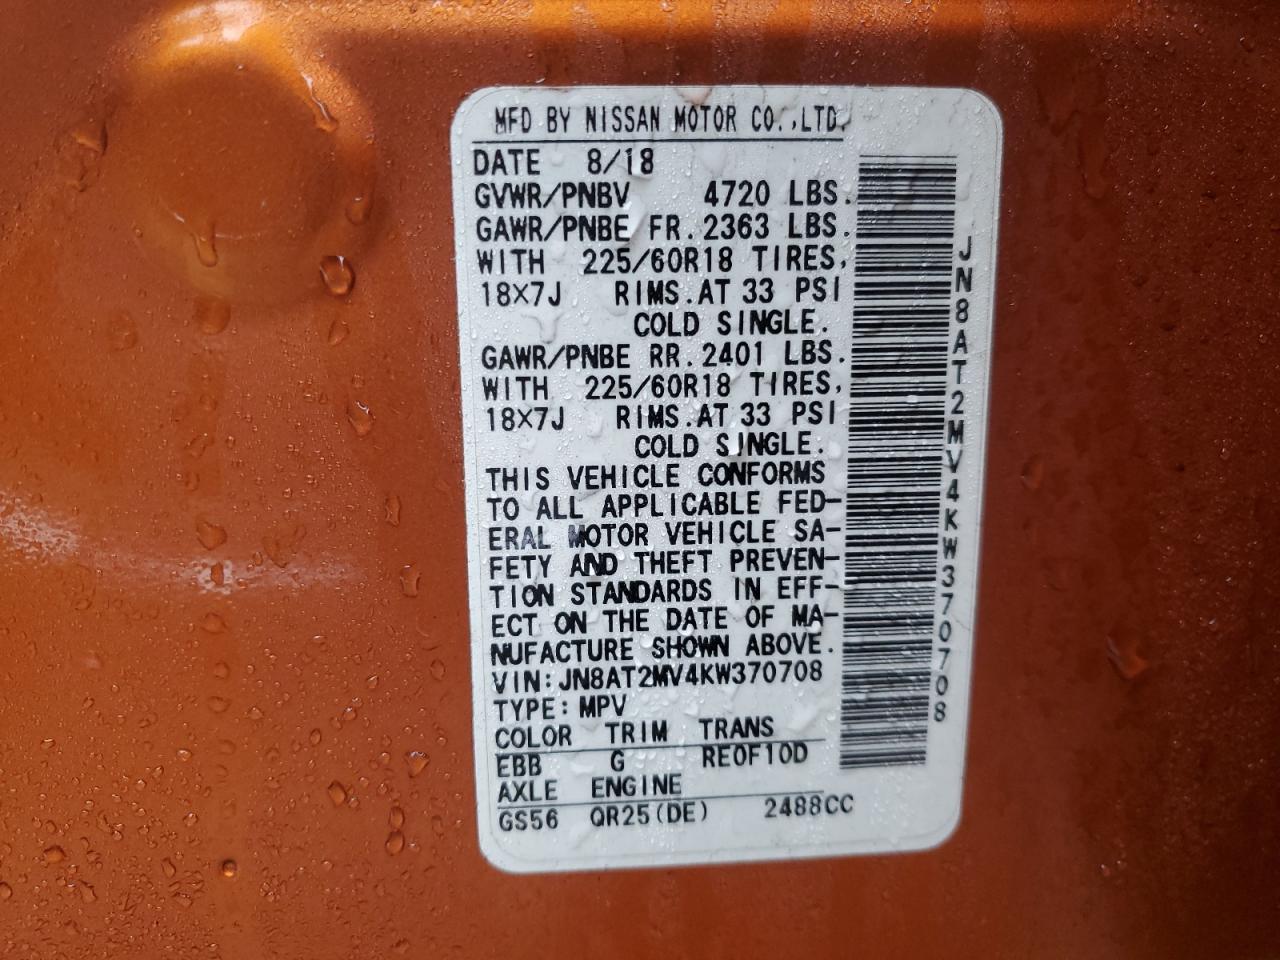 MFD BY NISSAN MOTOR CO.,LTD.
DATE 8/18
GVWR/PNBV 4720 LBS.
GAWR/PNBE FR. 2363 LBS.
WITH 225/60R18 TIRES,
18×7J RIMS. AT 33 PSI
COLD SINGLE.
GAWR/PNBE RR. 2401 LBS.
WITH 225/60R18 TIRES,
18×7J RIMS. AT 33 PSI
COLD SINGLE.
THIS VEHICLE CONFORMS
TO ALL APPLICABLE FED-
ERAL MOTOR VEHICLE SA-
FETY AND THEFT PREVEN-
TION STANDARDS IN EFF-
ECT ON THE DATE OF MA-
NUFACTURE SHOWN ABOVE.
VIN: JN8AT2MV4KW370708
TYPE: MPV
COLOR TRIM TRANS
EBB G RE0F10D
AXLE ENGINE
GS56 QR25(DE) 2488CC
JN8AT2MV4KW370708